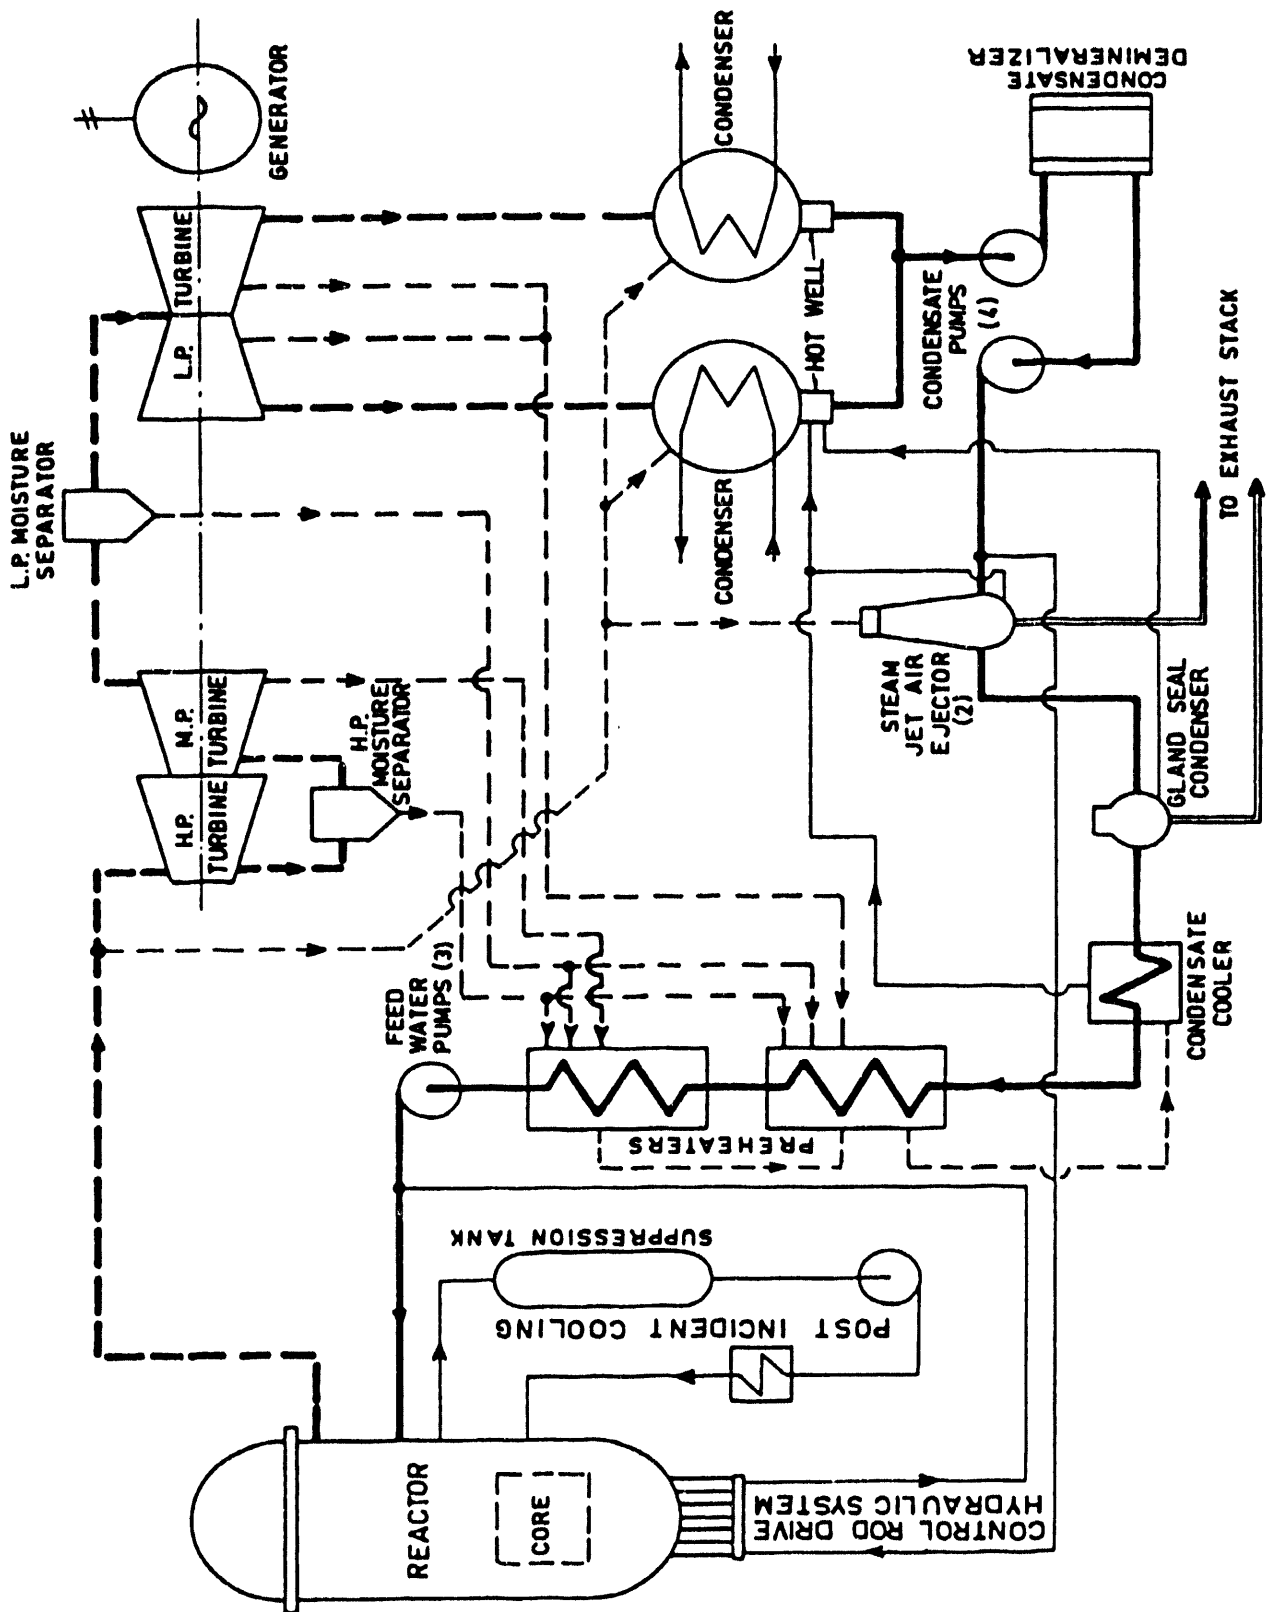 L.P. MOISTURE
SEPARATOR
GENERATOR
L.P.
TURBINE
M.P.
TURBINE
H.P.
TURBINE
H.P.
MOISTURE
SEPARATOR
CONDENSER
CONDENSER
HOT WELL
CONDENSATE
PUMPS
(4)
CONDENSATE
DEMINERALIZER
TO EXHAUST STACK
STEAM
JET AIR
EJECTOR
(2)
GLAND SEAL
CONDENSER
CONDENSATE
COOLER
FEED
WATER
PUMPS (3)
PREHEATERS
SUPPRESSION TANK
POST INCIDENT COOLING
REACTOR
CORE
CONTROL ROD DRIVE
HYDRAULIC SYSTEM